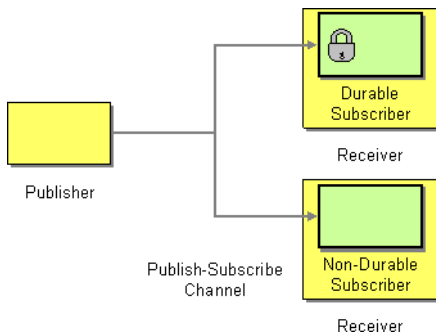 Durable
Subscriber
Receiver
Publisher
Publish-Subscribe
Channel
Non-Durable
Subscriber
Receiver